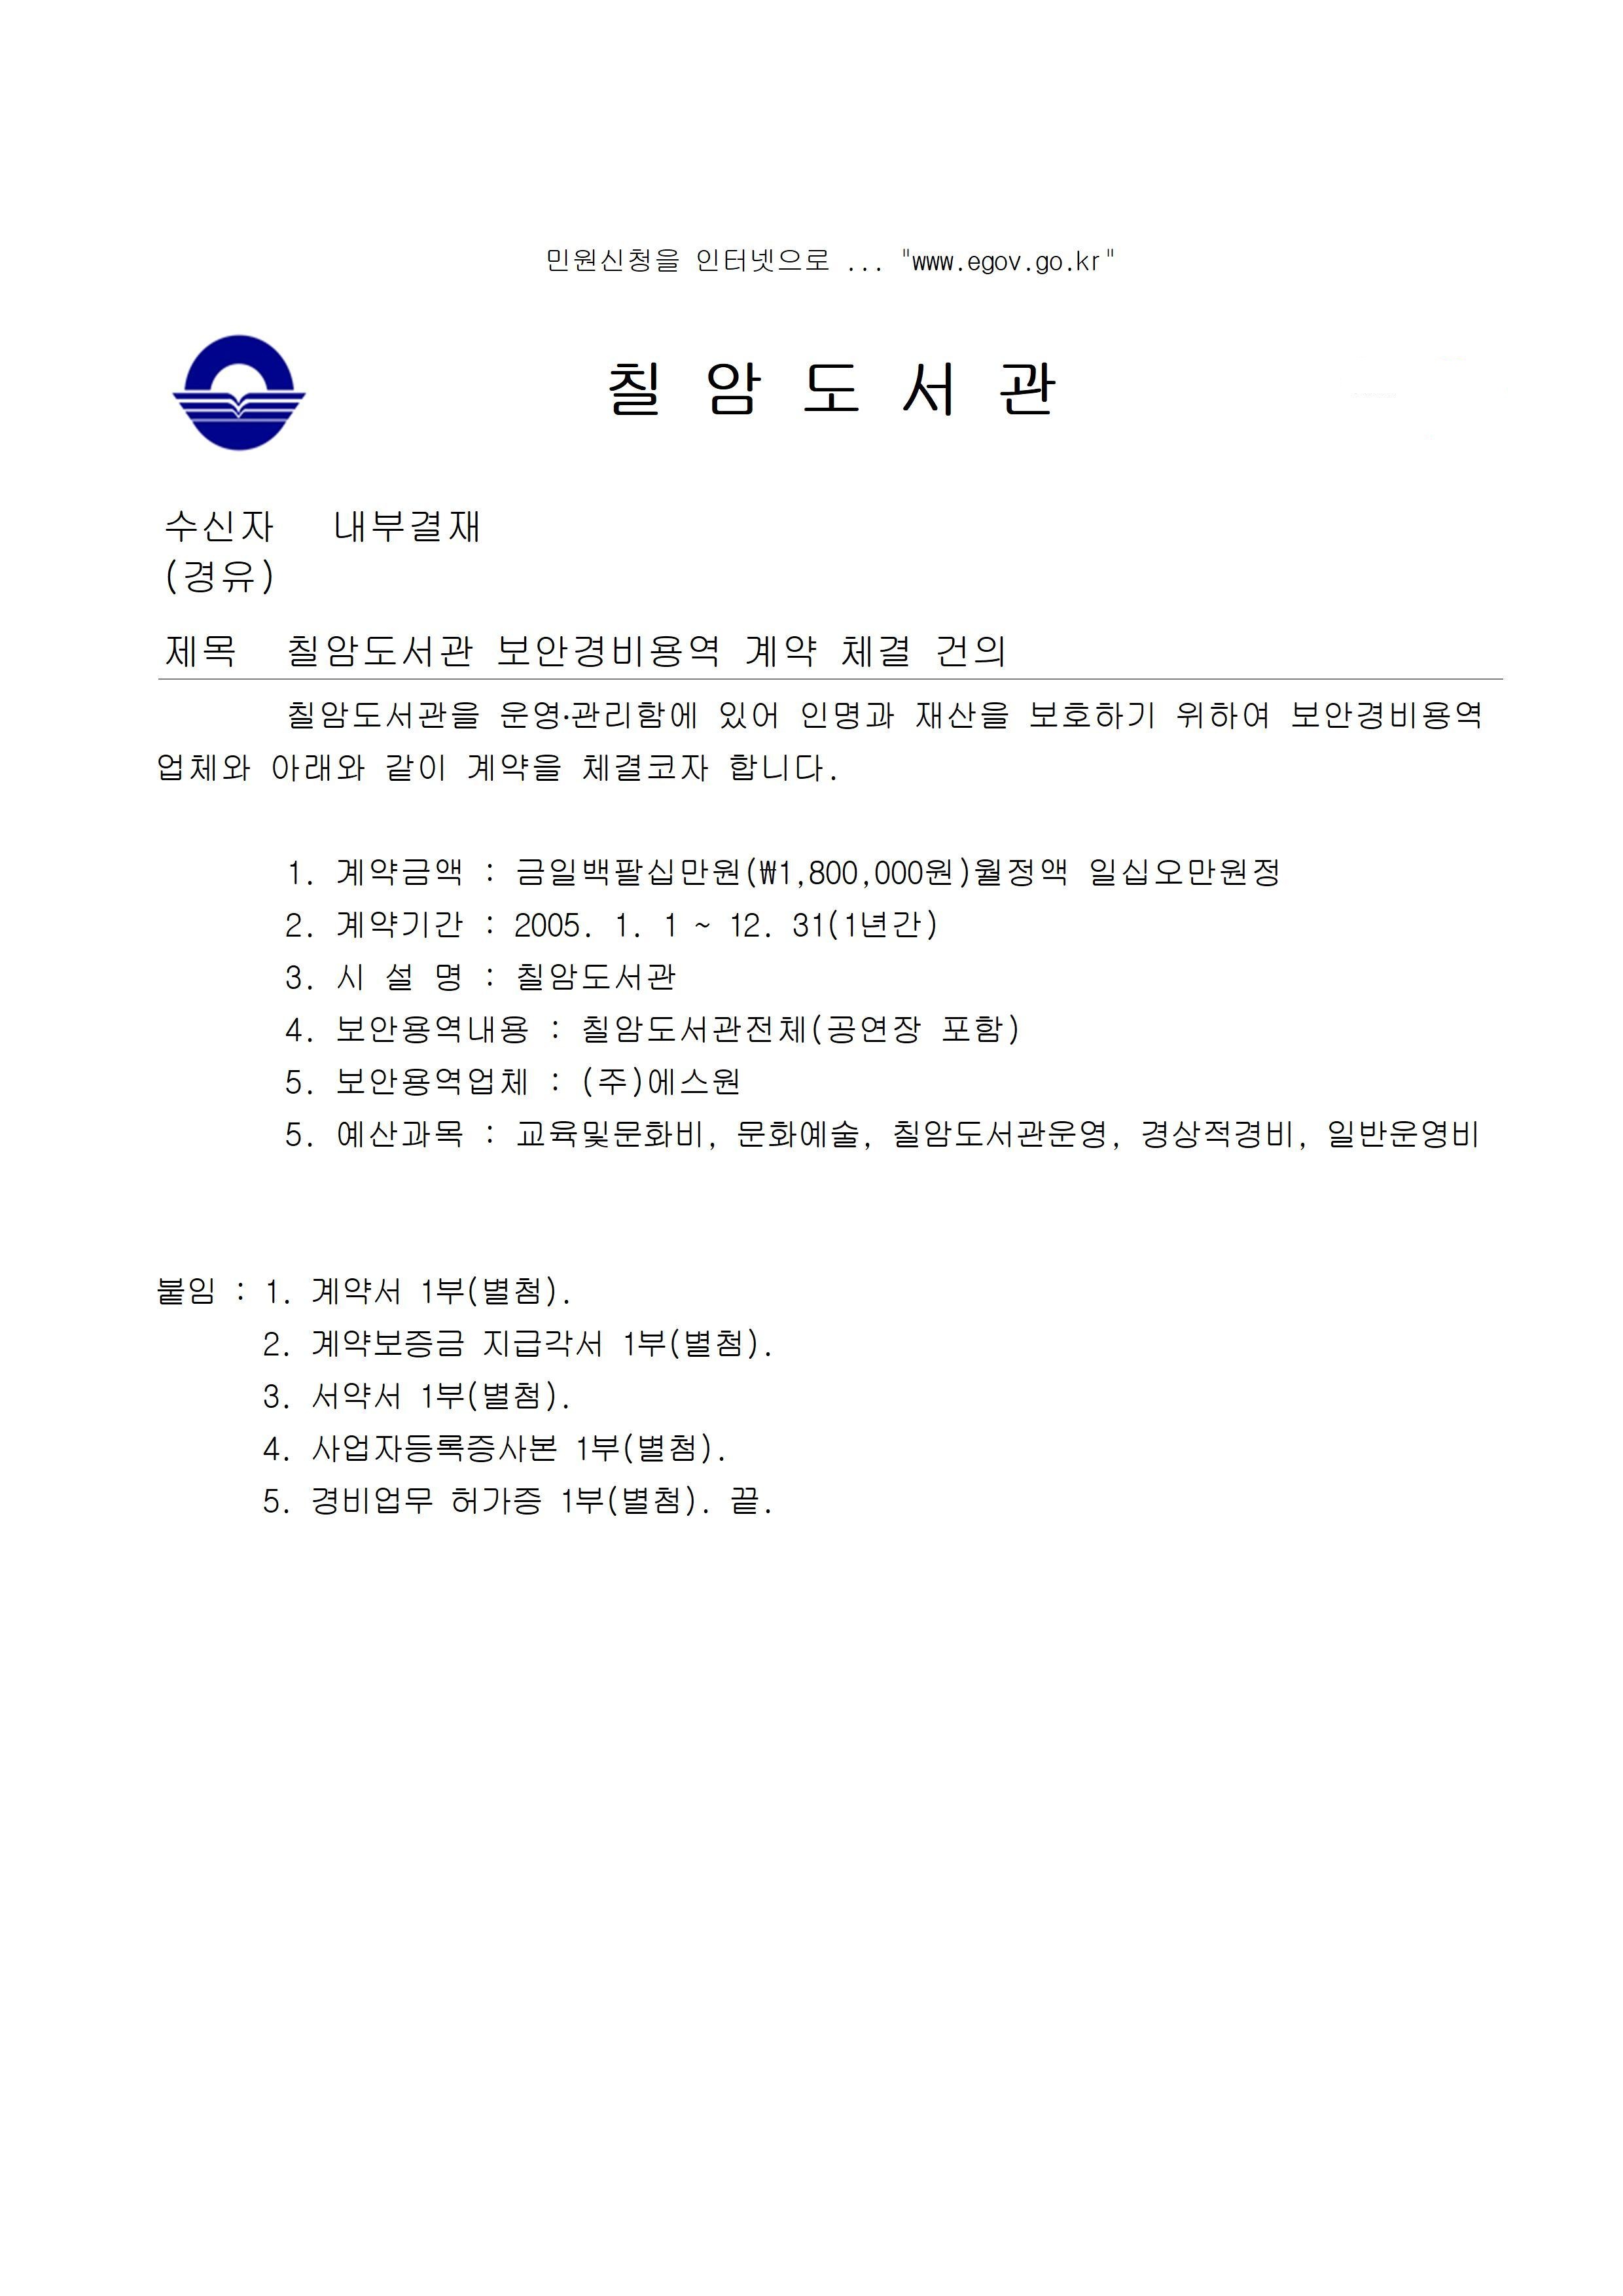 민원신청을 인터넷으로 ... "www.egov.go.kr"
칠 암 도 서 관
수신자 내부결재
(경유)
제목 칠암도서관 보안경비용역 계약 체결 건의
칠암도서관을 운영·관리함에 있어 인명과 재산을 보호하기 위하여 보안경비용역
업체와 아래와 같이 계약을 체결코자 합니다.
1. 계약금액 : 금일백팔십만원(₩1,800,000원)월정액 일십오만원정
2. 계약기간 : 2005. 1. 1 ~ 12. 31(1년간)
3. 시 설 명 : 칠암도서관
4. 보안용역내용 : 칠암도서관전체(공연장 포함)
5. 보안용역업체 : (주)에스원
5. 예산과목 : 교육및문화비, 문화예술, 칠암도서관운영, 경상적경비, 일반운영비
붙임 : 1. 계약서 1부(별첨).
2. 계약보증금 지급각서 1부(별첨).
3. 서약서 1부(별첨).
4. 사업자등록증사본 1부(별첨).
5. 경비업무 허가증 1부(별첨). 끝.